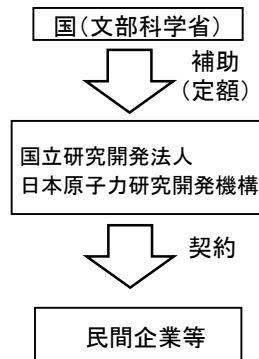 国（文部科学省）
補助
（定額）
国立研究開発法人
日本原子力研究開発機構
契約
民間企業等